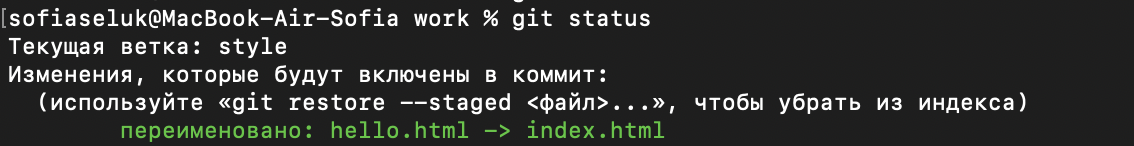 [sofiaseluk@MacBook-Air-Sofia work % git status
Текущая ветка: style
Изменения, которые будут включены в коммит:
(используйте «git restore --staged <файл>...», чтобы убрать из индекса)
переименовано: hello.html -> index.html